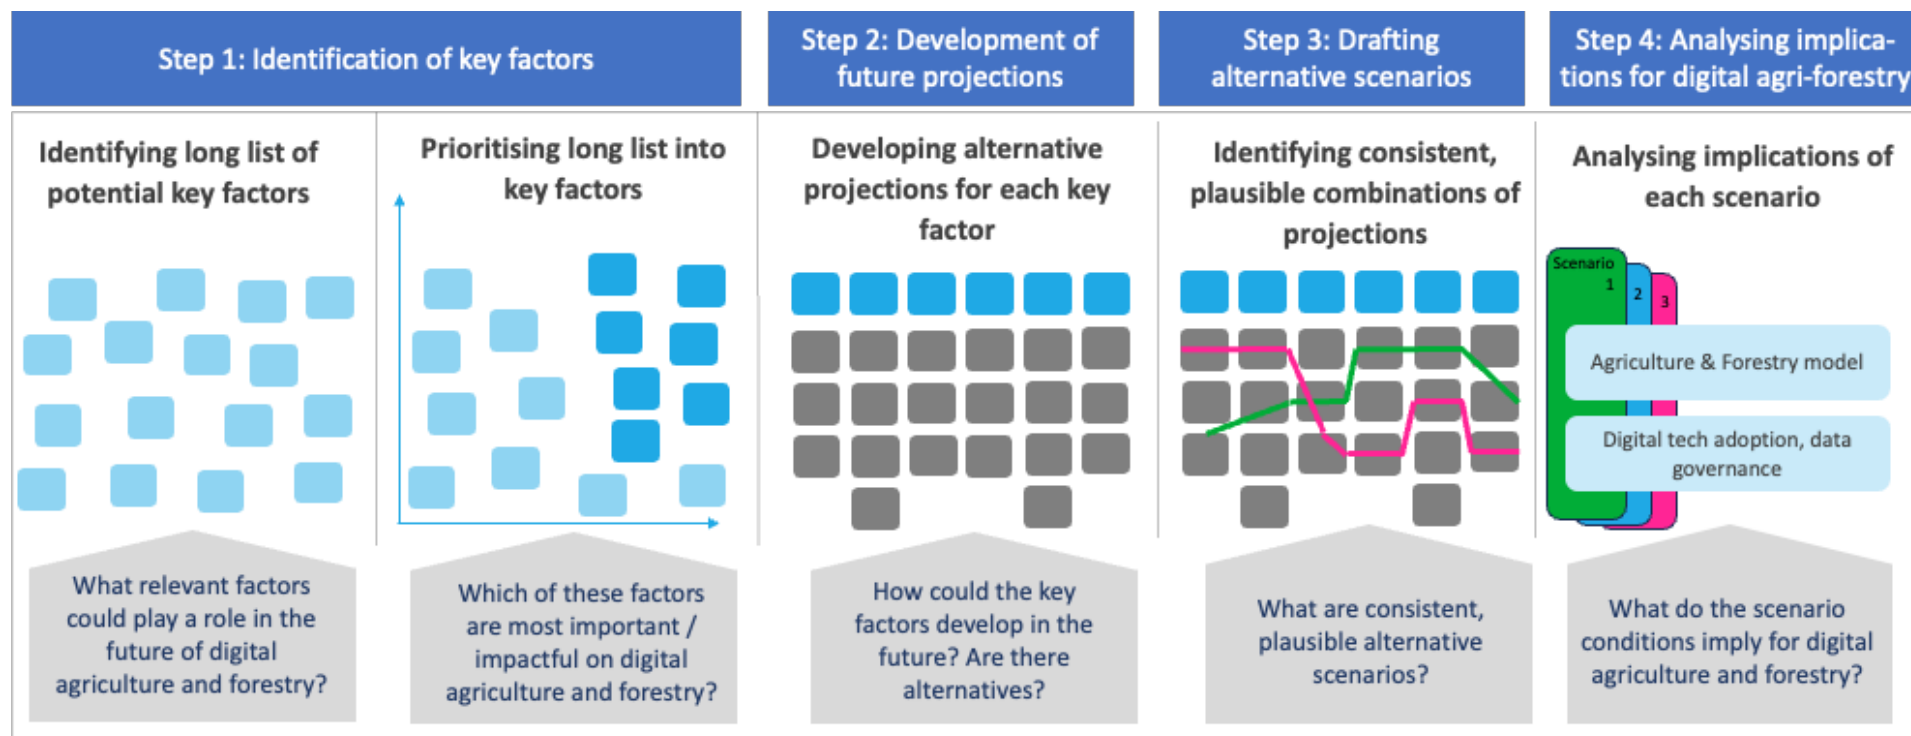 Step 1: Identification of key factors
Step 2: Development of
future projections
Step 3: Drafting
alternative scenarios
Step 4: Analysing implica-
tions for digital agri-forestry
Identifying long list of
potential key factors
Prioritising long list into
key factors
Developing alternative
projections for each key
factor
Identifying consistent,
plausible combinations of
projections
Analysing implications of
each scenario
Scenario
1
2
3
Agriculture & Forestry model
Digital tech adoption, data
governance
What relevant factors
could play a role in the
future of digital
agriculture and forestry?
Which of these factors
are most important /
impactful on digital
agriculture and forestry?
How could the key
factors develop in the
future? Are there
alternatives?
What are consistent,
plausible alternative
scenarios?
What do the scenario
conditions imply for digital
agriculture and forestry?